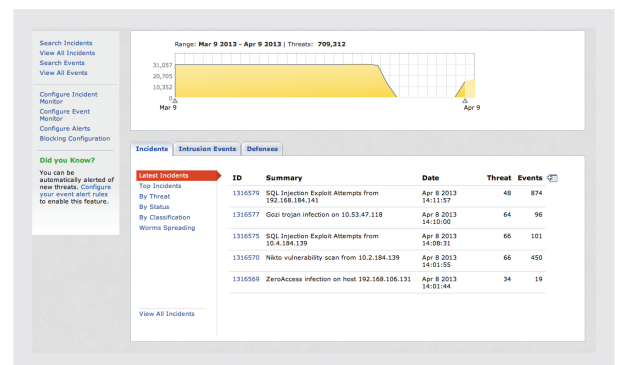 Search Incidents
View All Incidents
Search Events
View All Events
Configure Incident
Monitor
Configure Event
Monitor
Configure Alerts
Blocking Configuration
Did you Know?
You can be
automatically alerted of
new threats. Configure
your event alert rules
to enable this feature.
Range: Mar 9 2013 - Apr 9 2013 | Threats: 709,312
31,057
20,705
10,352
0
Mar 9
Apr 9
Incidents
Intrusion Events
Defenses
Latest Incidents
Top Incidents
By Threat
By Status
By Classification
Worms Spreading
View All Incidents
ID Summary Date Threat Events
1316579 SQL Injection Exploit Attempts from Apr 8 2013 48 874
192.168.184.141 14:11:57
1316577 Gozi trojan infection on 10.53.47.118 Apr 8 2013 64 96
14:10:00
1316575 SQL Injection Exploit Attempts from Apr 8 2013 66 101
10.4.184.139 14:08:31
1316570 Nikto vulnerability scan from 10.2.184.139 Apr 8 2013 66 450
14:01:55
1316569 ZeroAccess infection on host 192.168.106.131 Apr 8 2013 34 19
14:01:44